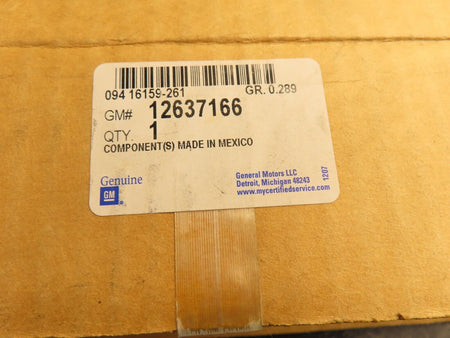 094 16159-261 GR. 0.289
GM# 12637166
QTY. 1
COMPONENT(S) MADE IN MEXICO
Genuine
GM
General Motors LLC
Detroit, Michigan 48243
www.mycertifiedservice.com
1207